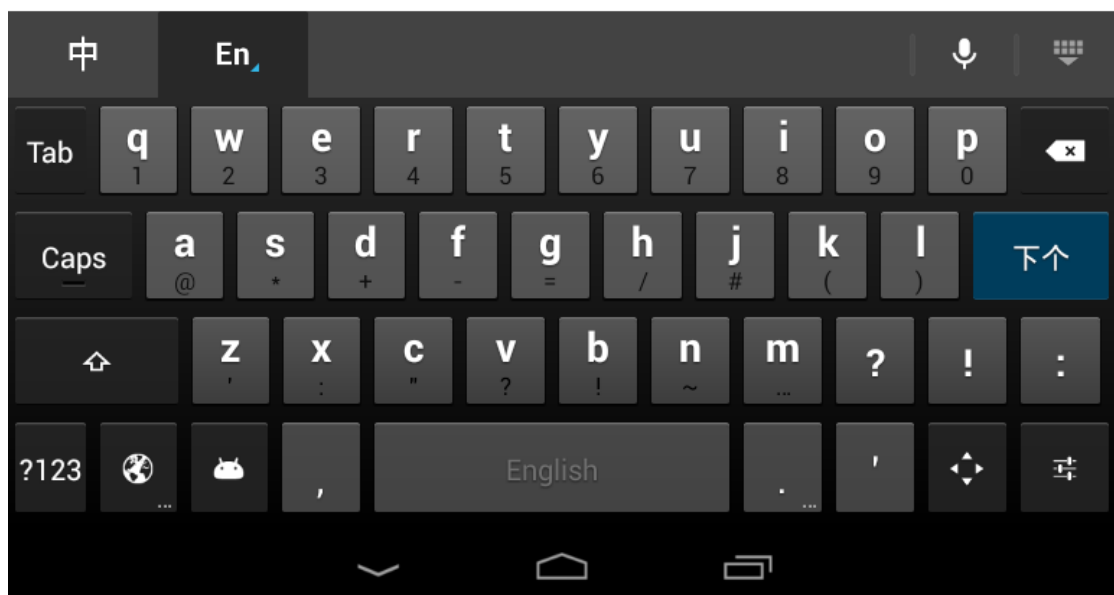 中 En
Tab q w e r t y u i o p
1 2 3 4 5 6 7 8 9 0
Caps a s d f g h j k l 下个
@ * + - = / # ( )
z x c v b n m ? ! :
' : " ? ! ~ ...
?123 ... , English . ... '